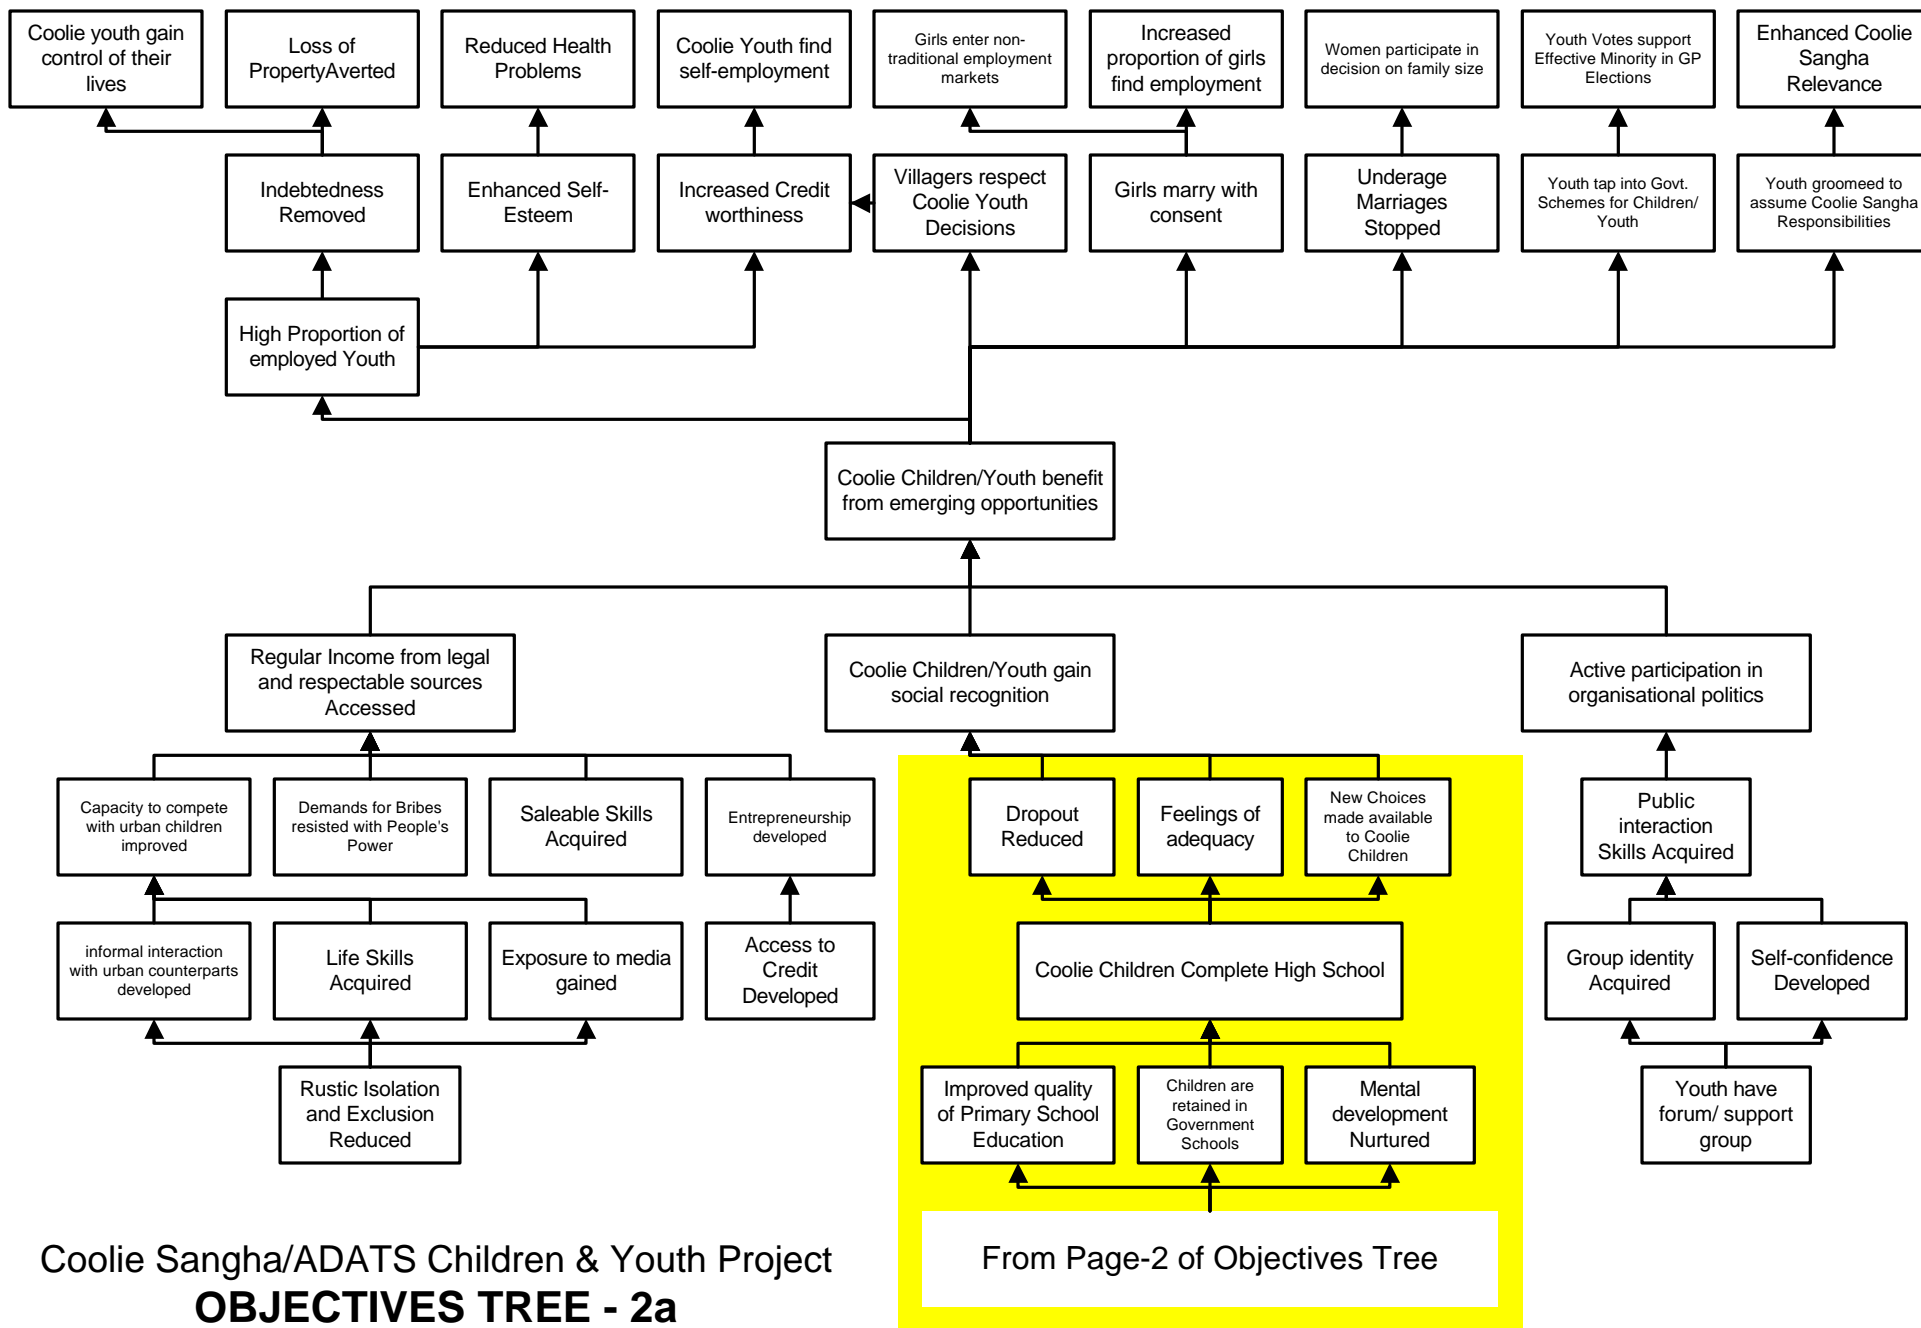 Coolie youth gain
control of their
lives
Loss of
PropertyAverted
Reduced Health
Problems
Coolie Youth find
self-employment
Girls enter non-
traditional employment
markets
Increased
proportion of girls
find employment
Women participate in
decision on family size
Youth Votes support
Effective Minority in GP
Elections
Enhanced Coolie
Sangha
Relevance
Indebtedness
Removed
Enhanced Self-
Esteem
Increased Credit
worthiness
Villagers respect
Coolie Youth
Decisions
Girls marry with
consent
Underage
Marriages
Stopped
Youth tap into Govt.
Schemes for Children/
Youth
Youth groomeed to
assume Coolie Sangha
Responsibilities
High Proportion of
employed Youth
Coolie Children/Youth benefit
from emerging opportunities
Regular Income from legal
and respectable sources
Accessed
Coolie Children/Youth gain
social recognition
Active participation in
organisational politics
Capacity to compete
with urban children
improved
Demands for Bribes
resisted with People's
Power
Saleable Skills
Acquired
Entrepreneurship
developed
Dropout
Reduced
Feelings of
adequacy
New Choices
made available
to Coolie
Children
Public
interaction
Skills Acquired
informal interaction
with urban counterparts
developed
Life Skills
Acquired
Exposure to media
gained
Access to
Credit
Developed
Coolie Children Complete High School
Group identity
Acquired
Self-confidence
Developed
Rustic Isolation
and Exclusion
Reduced
Improved quality
of Primary School
Education
Children are
retained in
Government
Schools
Mental
development
Nurtured
Youth have
forum/ support
group
From Page-2 of Objectives Tree
Coolie Sangha/ADATS Children & Youth Project
OBJECTIVES TREE - 2a